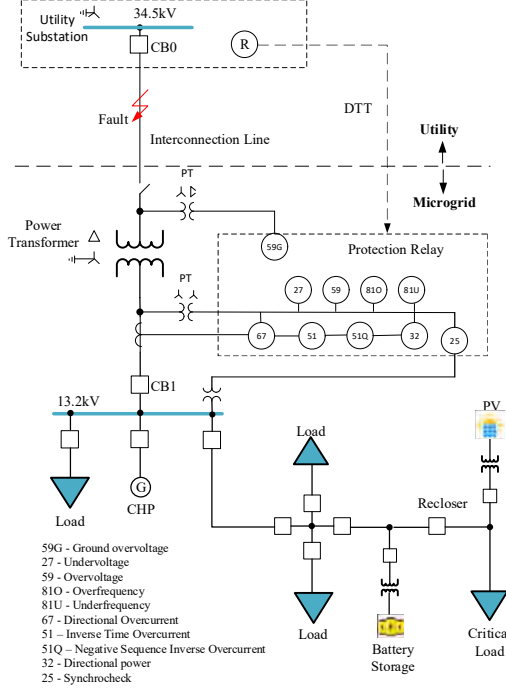 Utility
Substation
34.5kV
CB0
R
Fault
DTT
Interconnection Line
Utility
Microgrid
PT
Power
Transformer
59G
Protection Relay
PT
27
59
81O
81U
67
51
51Q
32
25
CB1
13.2kV
PV
Load
G
CHP
Load
Recloser
Load
Battery
Storage
Critical
Load
59G - Ground overvoltage
27 - Undervoltage
59 - Overvoltage
81O - Overfrequency
81U - Underfrequency
67 - Directional Overcurrent
51 – Inverse Time Overcurrent
51Q – Negative Sequence Inverse Overcurrent
32 - Directional power
25 - Synchrocheck